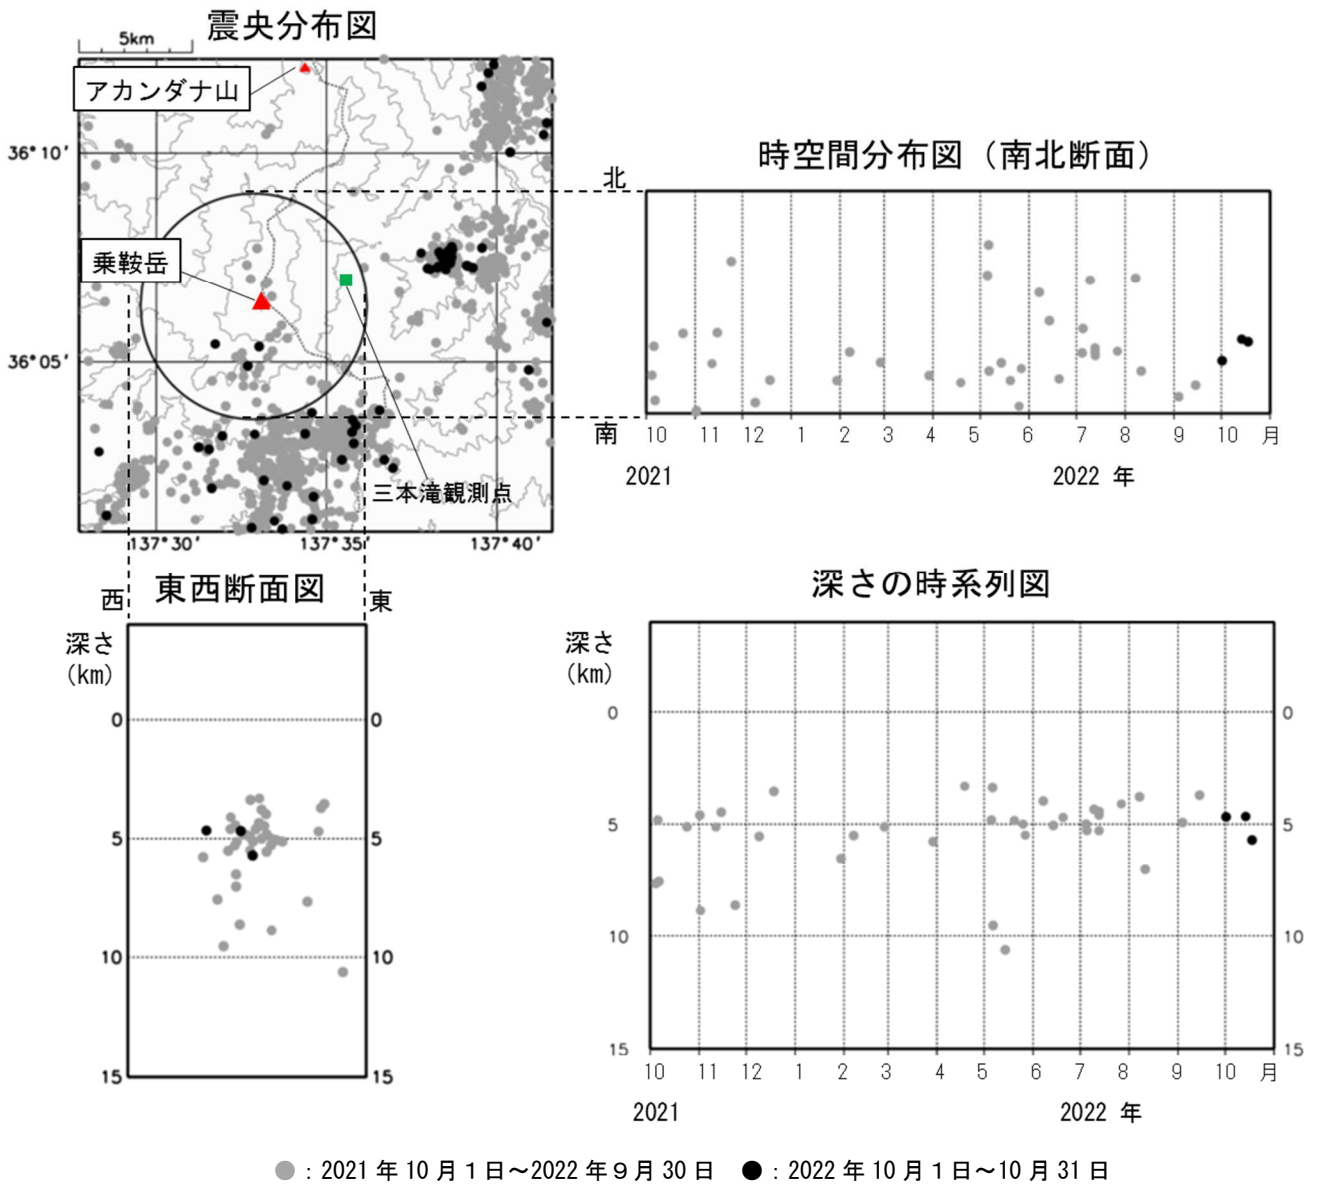 震央分布図
5km
アカンダナ山
36°10′
乗鞍岳
36°05′
三本滝観測点
137°30′ 137°35′ 137°40′
時空間分布図（南北断面）
北
南
10 11 12 1 2 3 4 5 6 7 8 9 10 月
2021 2022 年
東西断面図
西 東
深さ
(km)
0 0
5 5
10 10
15 15
深さの時系列図
深さ
(km)
0 0
5 5
10 10
15 15
10 11 12 1 2 3 4 5 6 7 8 9 10 月
2021 2022 年
●：2021 年 10 月１日～2022 年９月 30 日 ●：2022 年 10 月１日～10 月 31 日